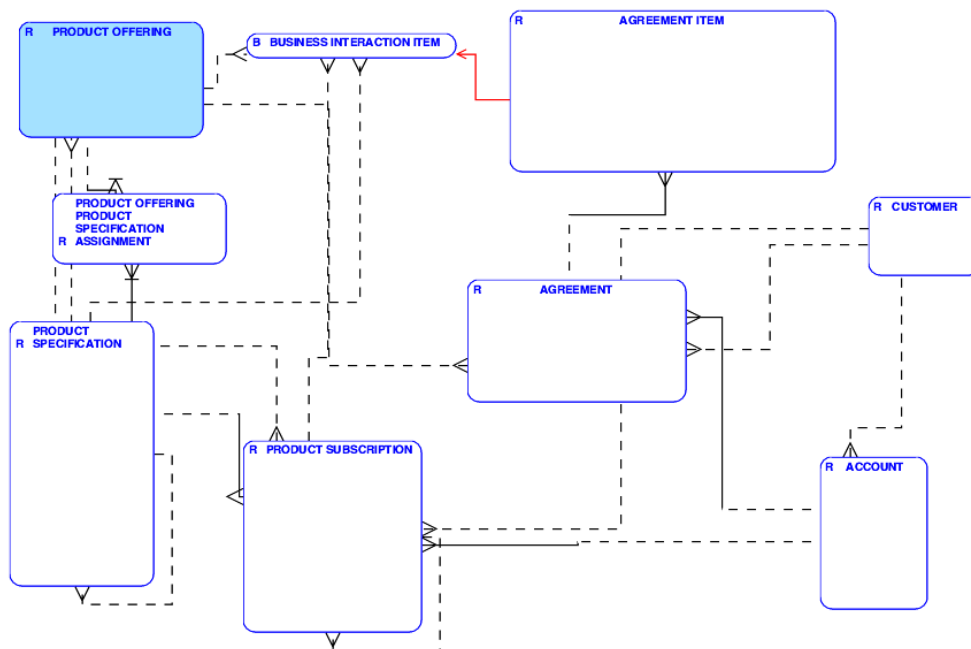 R PRODUCT OFFERING
B BUSINESS INTERACTION ITEM
R AGREEMENT ITEM
PRODUCT OFFERING
PRODUCT
SPECIFICATION
R ASSIGNMENT
R CUSTOMER
R AGREEMENT
PRODUCT
R SPECIFICATION
R PRODUCT SUBSCRIPTION
R ACCOUNT